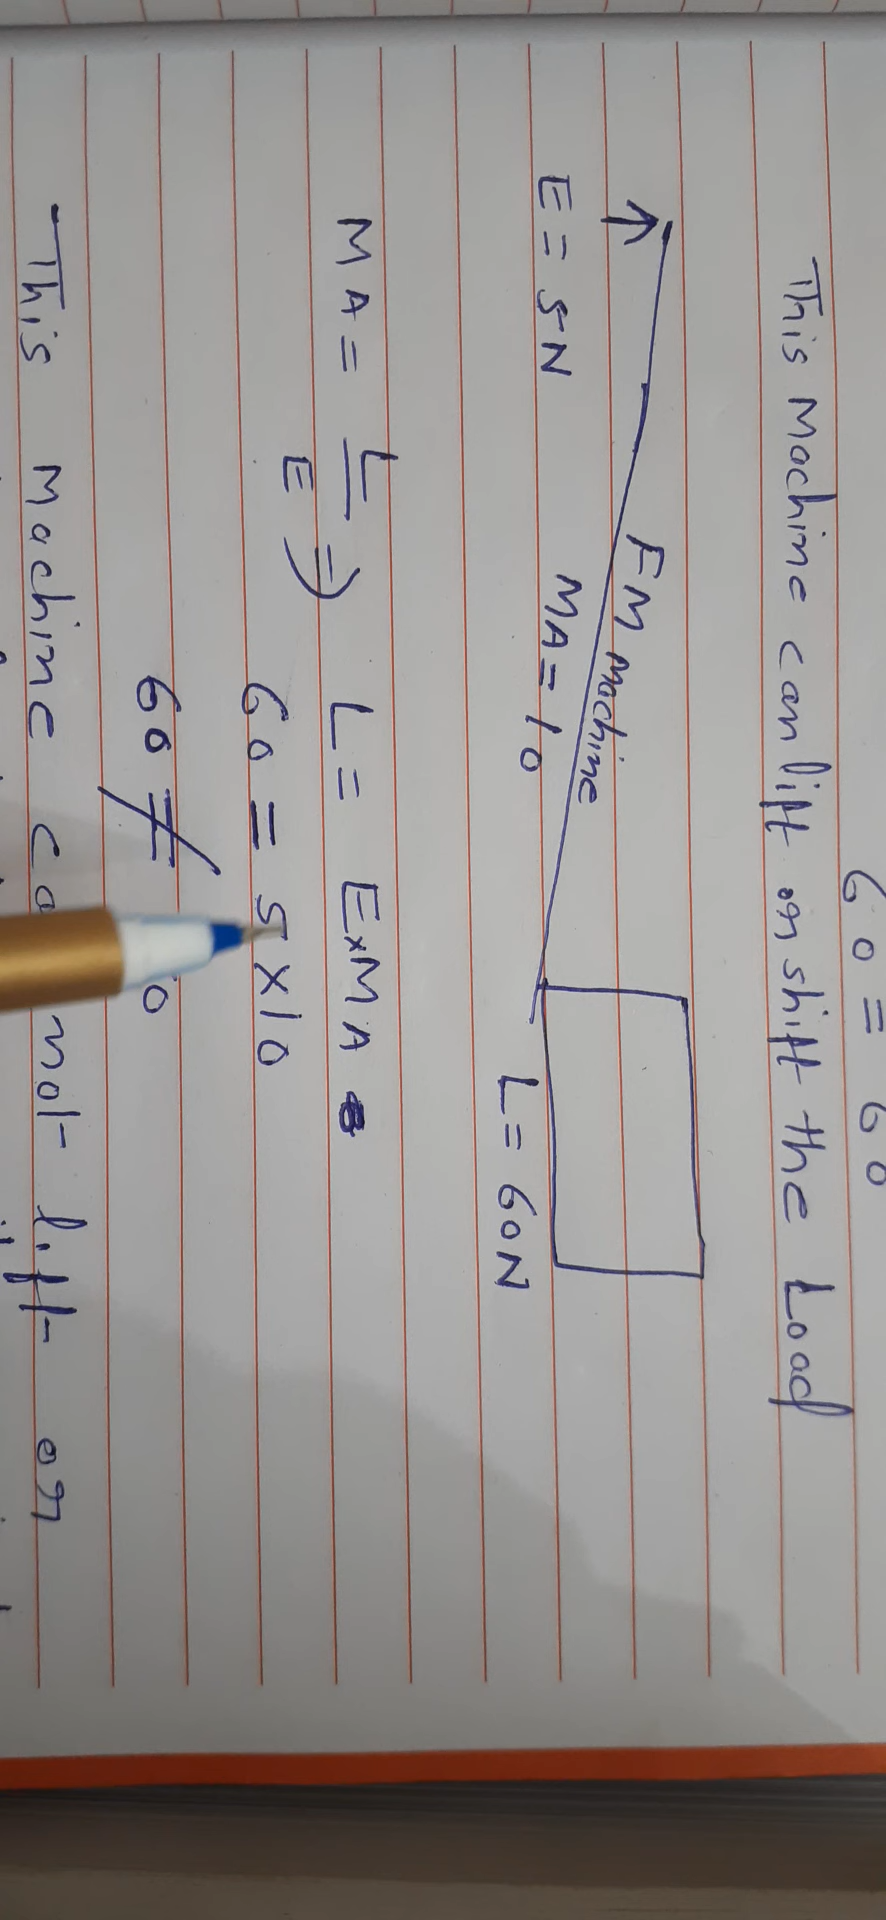 60 = 60
This Machine can lift or shift the Load
FM Machine
E = 5N
MA = 10
L = 60N
MA = L/E ⇒ L = E×MA
60 = 5×10
60 ≠ 0
This Machine not lift or